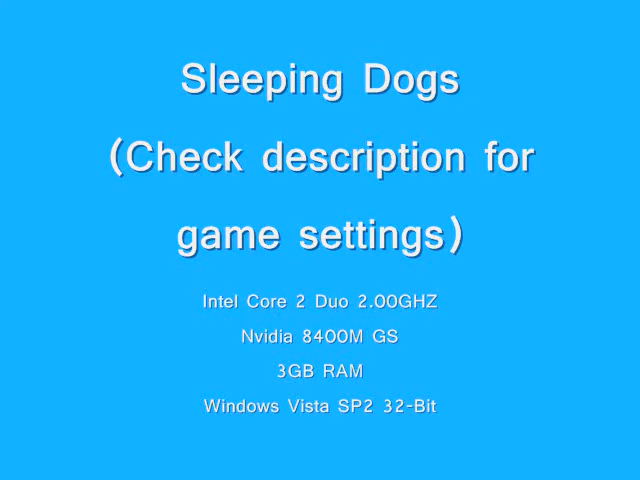 Sleeping Dogs
(Check description for
game settings)
Intel Core 2 Duo 2.00GHZ
Nvidia 8400M GS
3GB RAM
Windows Vista SP2 32-Bit